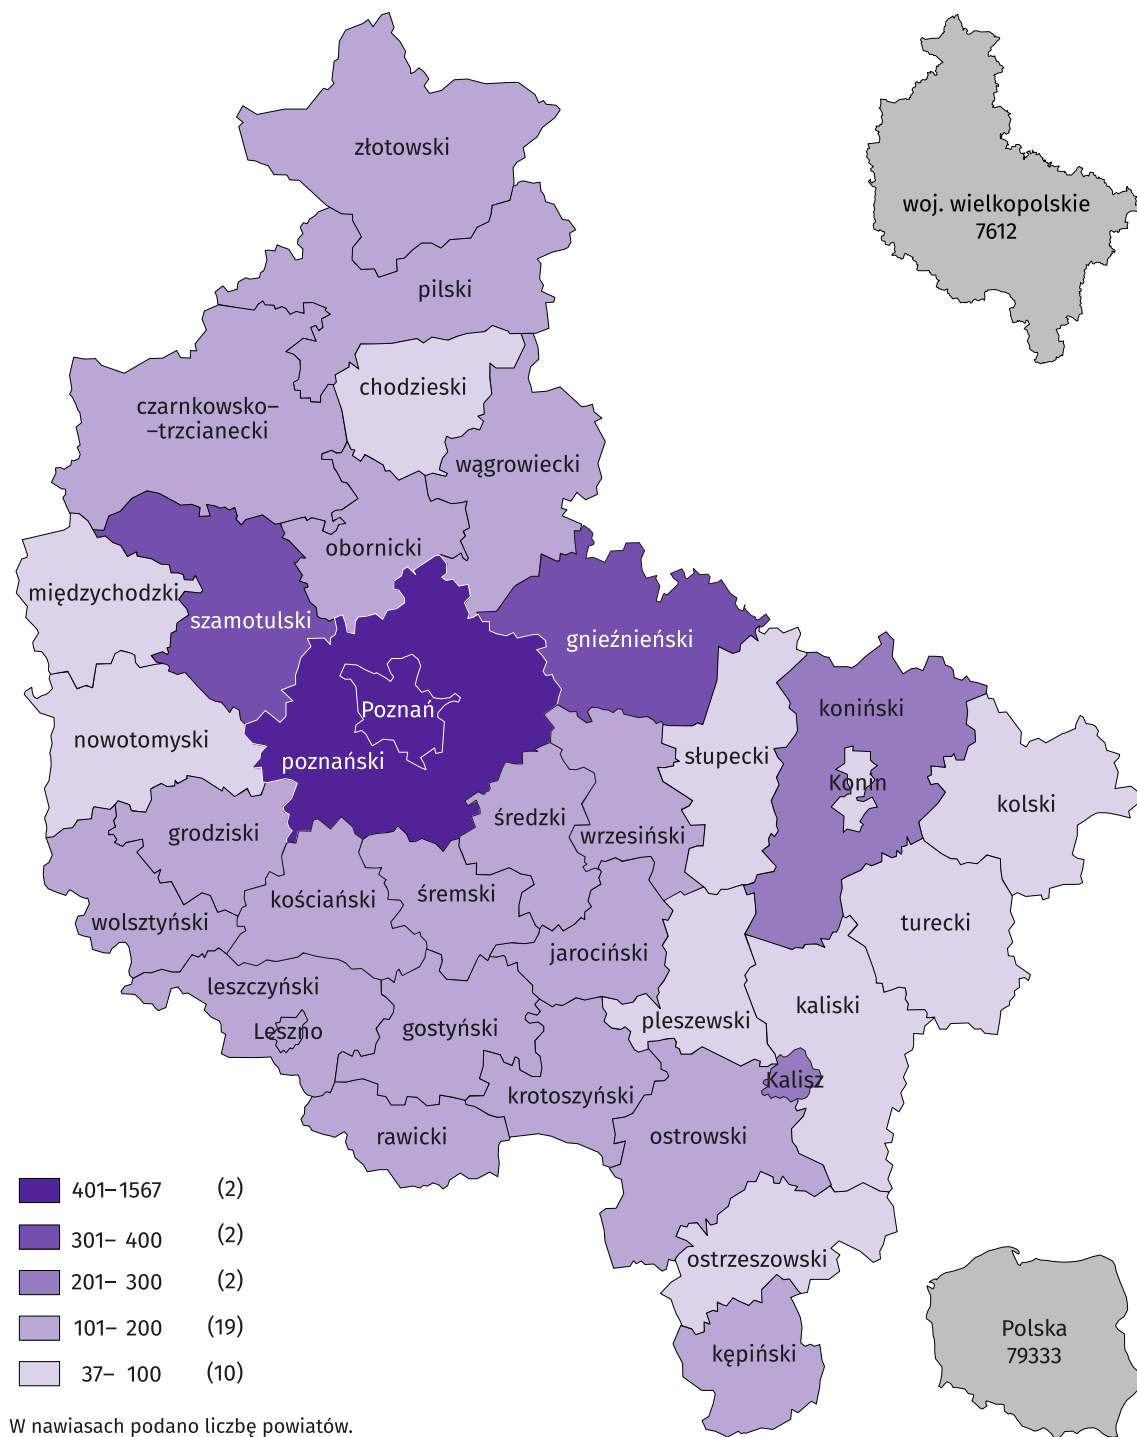 złotowski
woj. wielkopolskie
7612
pilski
chodzieski
czarnkowsko–
–trzcianecki
wągrowiecki
obornicki
międzychodzki
szamotulski
gnieźnieński
Poznań
koniński
nowotomyski
poznański
słupecki
Konin
kolski
średzki
grodziski
wrzesiński
kościański
śremski
wolsztyński
turecki
jarociński
leszczyński
kaliski
Leszno
gostyński
pleszewski
Kalisz
krotoszyński
rawicki
ostrowski
401–1567 (2)
301– 400 (2)
201– 300 (2)
101– 200 (19)
37– 100 (10)
ostrzeszowski
kępiński
Polska
79333
W nawiasach podano liczbę powiatów.